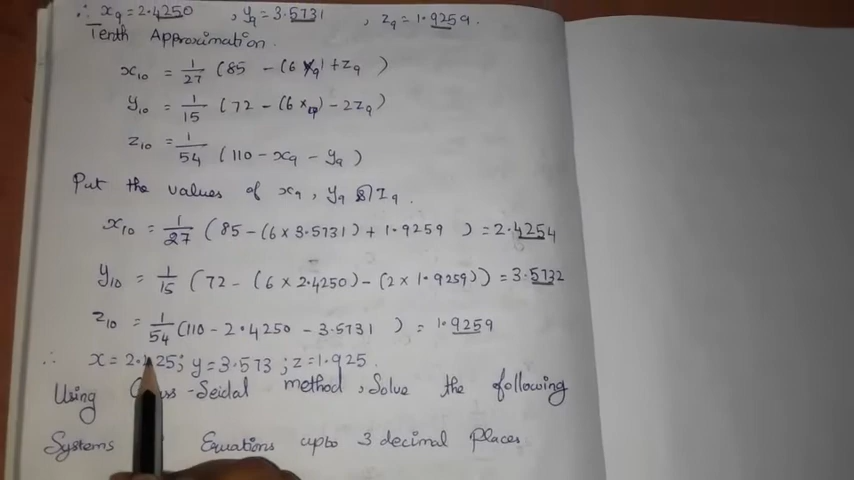 ∴ x₉ = 2.4250 , y₉ = 3.5731 , z₉ = 1.9259.
Tenth Approximation.
x₁₀ = 1/27 (85 - (6 y₉) + z₉ )
y₁₀ = 1/15 (72 - (6 x₉) - 2z₉)
z₁₀ = 1/54 (110 - x₉ - y₉)
Put the values of x₉, y₉ & z₉.
x₁₀ = 1/27 (85 - (6 × 3.5731) + 1.9259 ) = 2.4254
y₁₀ = 1/15 (72 - (6 × 2.4250) - (2 × 1.9259)) = 3.5732
z₁₀ = 1/54 (110 - 2.4250 - 3.5731 ) = 1.9259
∴ x = 2.425; y = 3.573 ; z = 1.925.
Using -Seidal method, Solve the following
Systems Equations upto 3 decimal Places